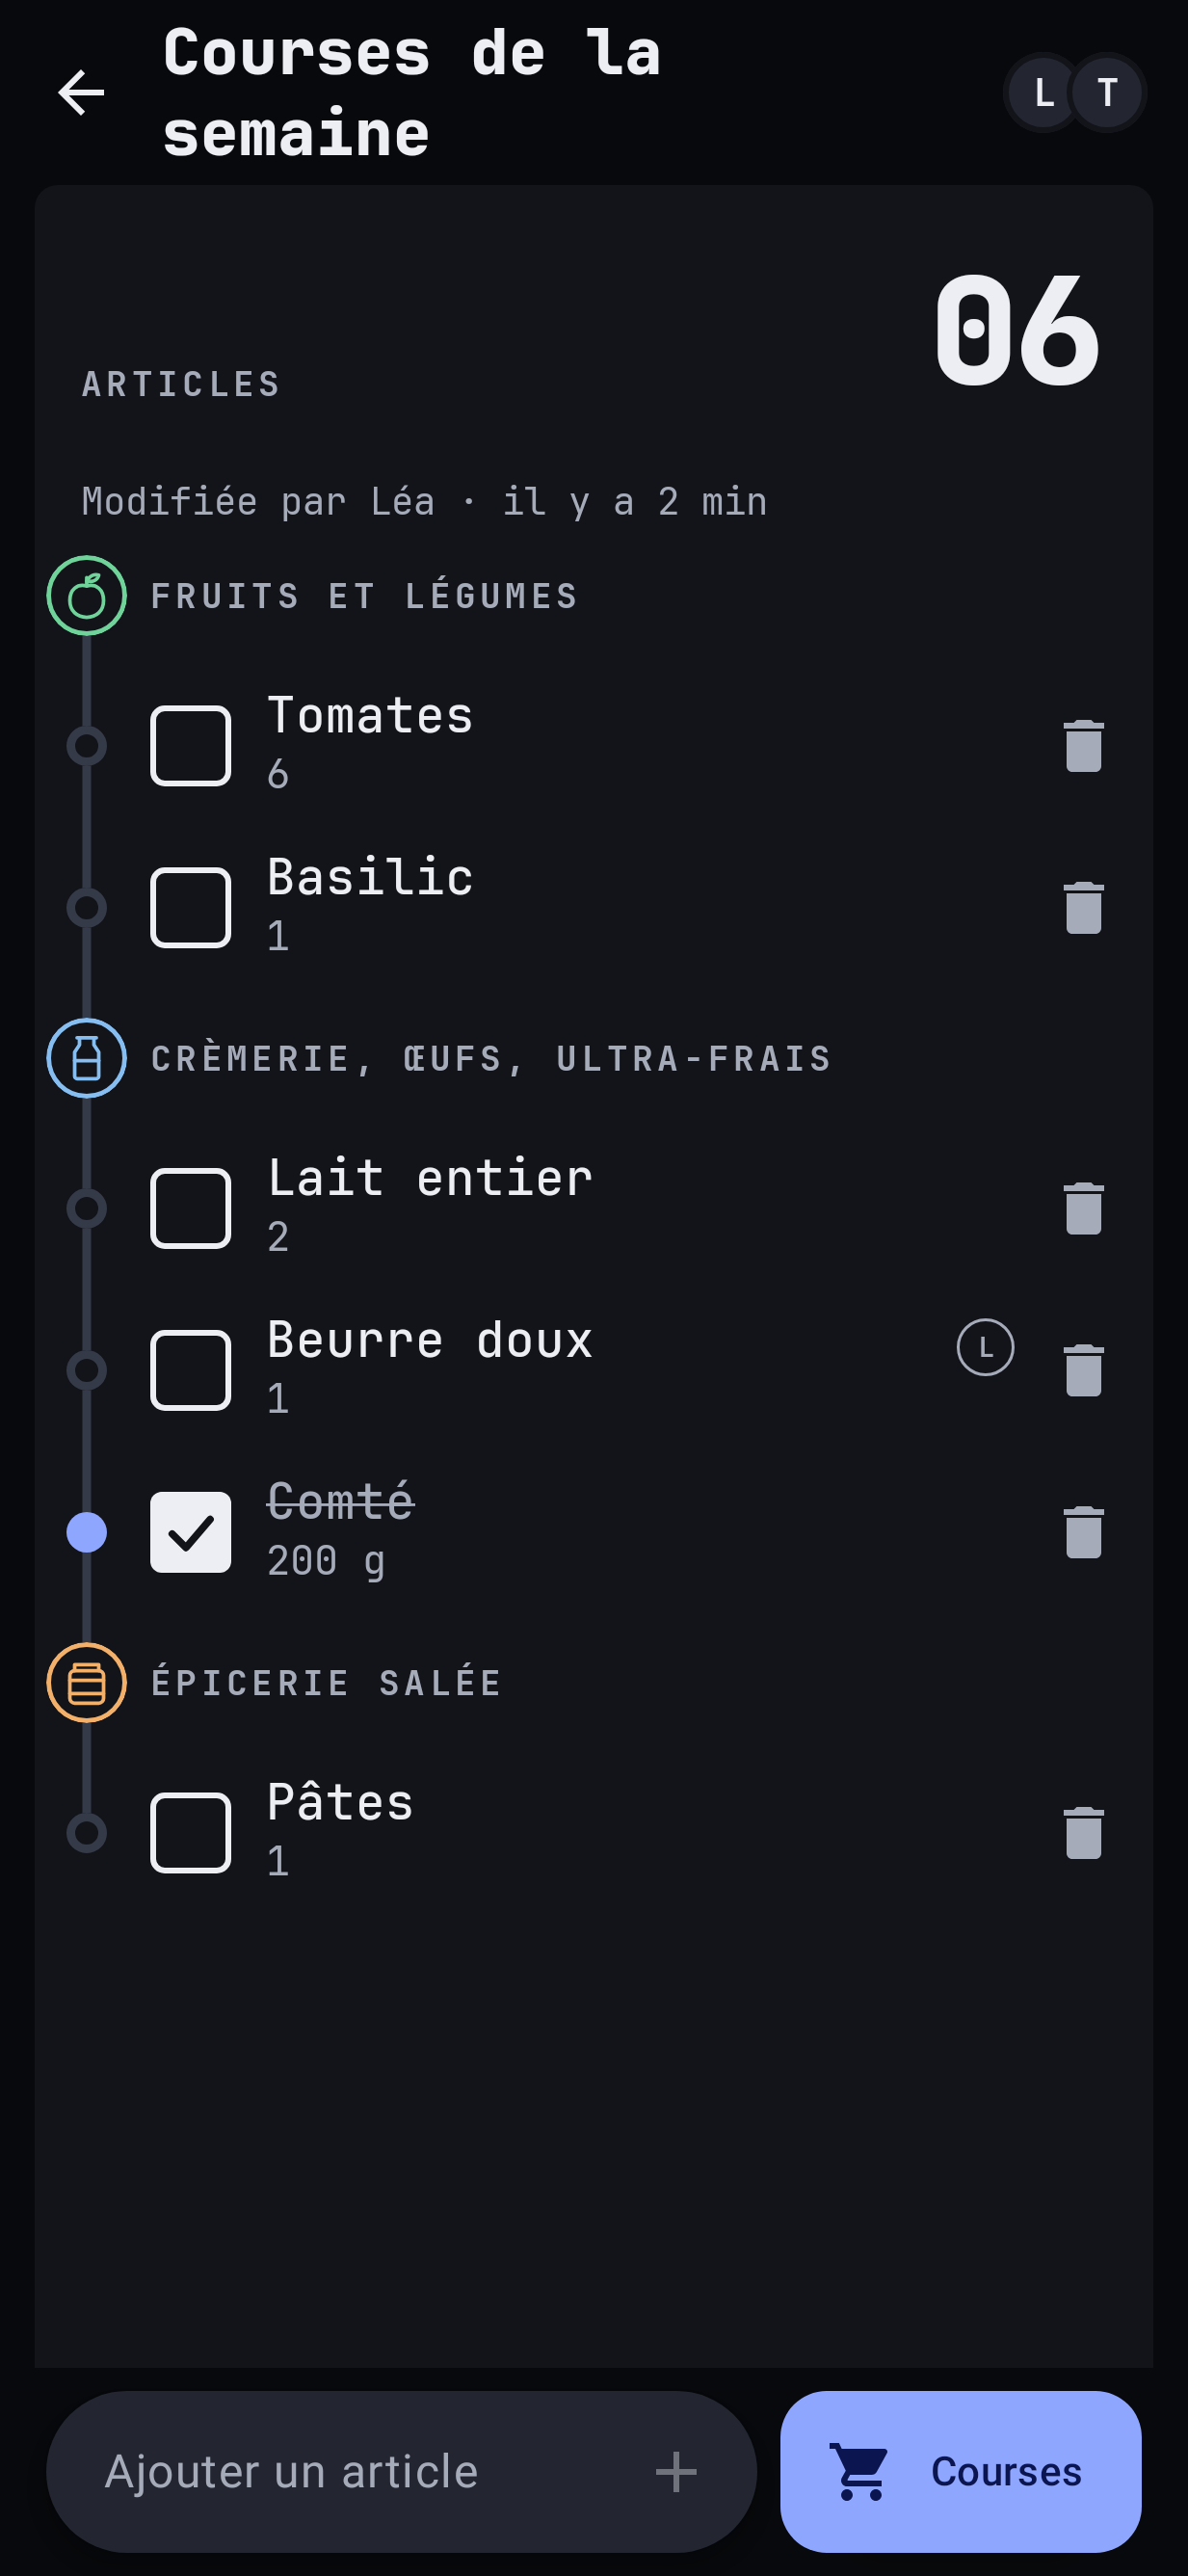 Courses de la
semaine
L T
06
ARTICLES
Modifiée par Léa · il y a 2 min
FRUITS ET LÉGUMES
Tomates
6
Basilic
1
CRÈMERIE, ŒUFS, ULTRA-FRAIS
Lait entier
2
Beurre doux
L
1
Comté
200 g
ÉPICERIE SALÉE
Pâtes
1
Ajouter un article
Courses